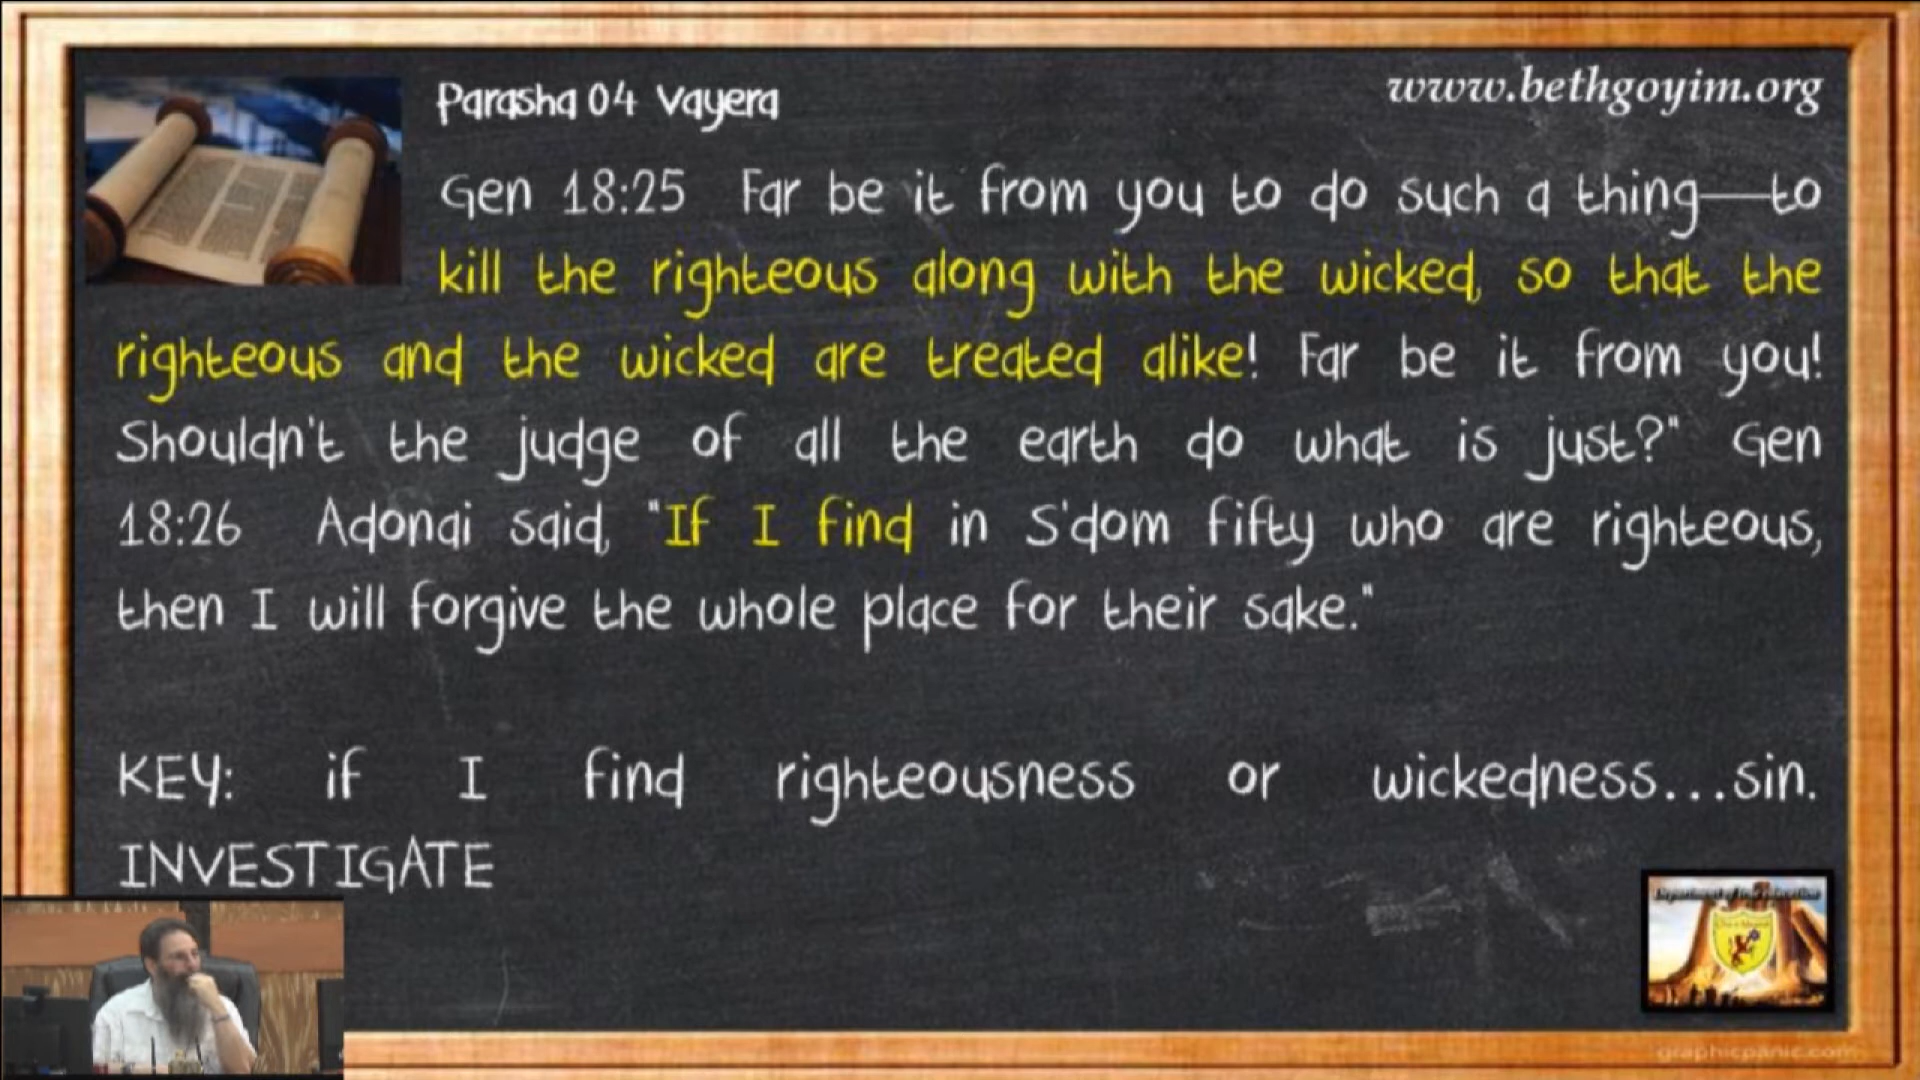 Parasha 04 Vayera
www.bethgoyim.org
Gen 18:25 Far be it from you to do such a thing—to
kill the righteous along with the wicked, so that the
righteous and the wicked are treated alike! Far be it from you!
Shouldn't the judge of all the earth do what is just?" Gen
18:26 Adonai said, "If I find in S'dom fifty who are righteous,
then I will forgive the whole place for their sake."
KEY: if I find righteousness or wickedness...sin.
INVESTIGATE
graphicpanic.com